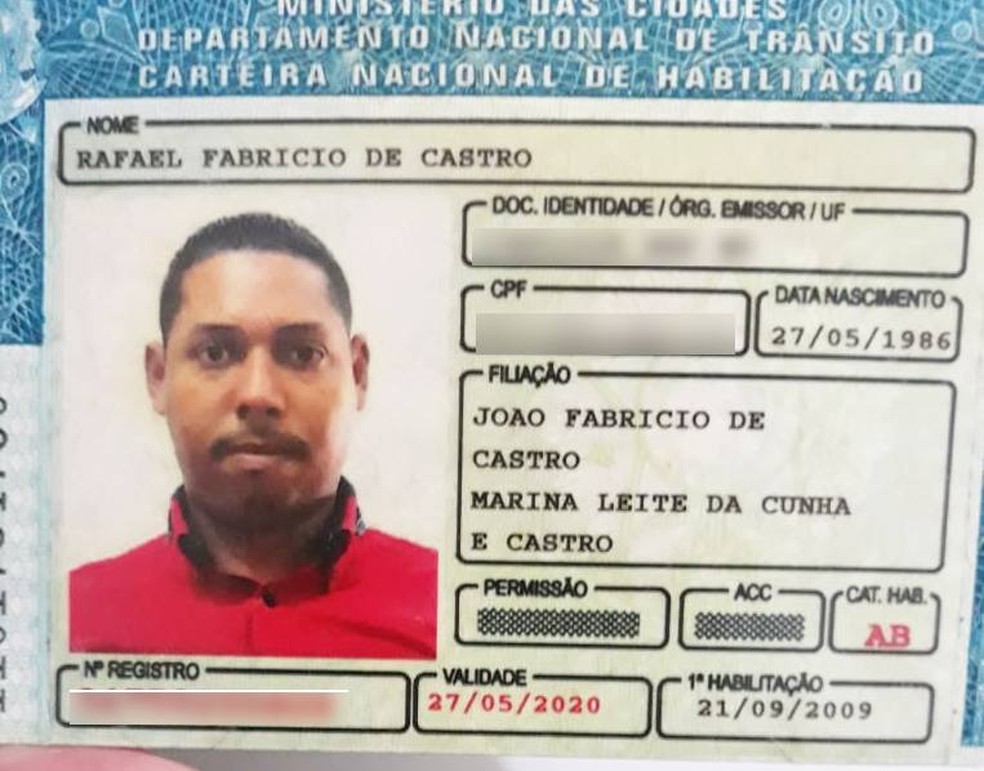 MINISTÉRIO DAS CIDADES
DEPARTAMENTO NACIONAL DE TRÂNSITO
CARTEIRA NACIONAL DE HABILITAÇÃO
NOME
RAFAEL FABRICIO DE CASTRO
DOC. IDENTIDADE / ÓRG. EMISSOR / UF
CPF
DATA NASCIMENTO
27/05/1986
FILIAÇÃO
JOAO FABRICIO DE
CASTRO
MARINA LEITE DA CUNHA
E CASTRO
PERMISSÃO
ACC
CAT. HAB.
AB
Nº REGISTRO
VALIDADE
1ª HABILITAÇÃO
27/05/2020
21/09/2009